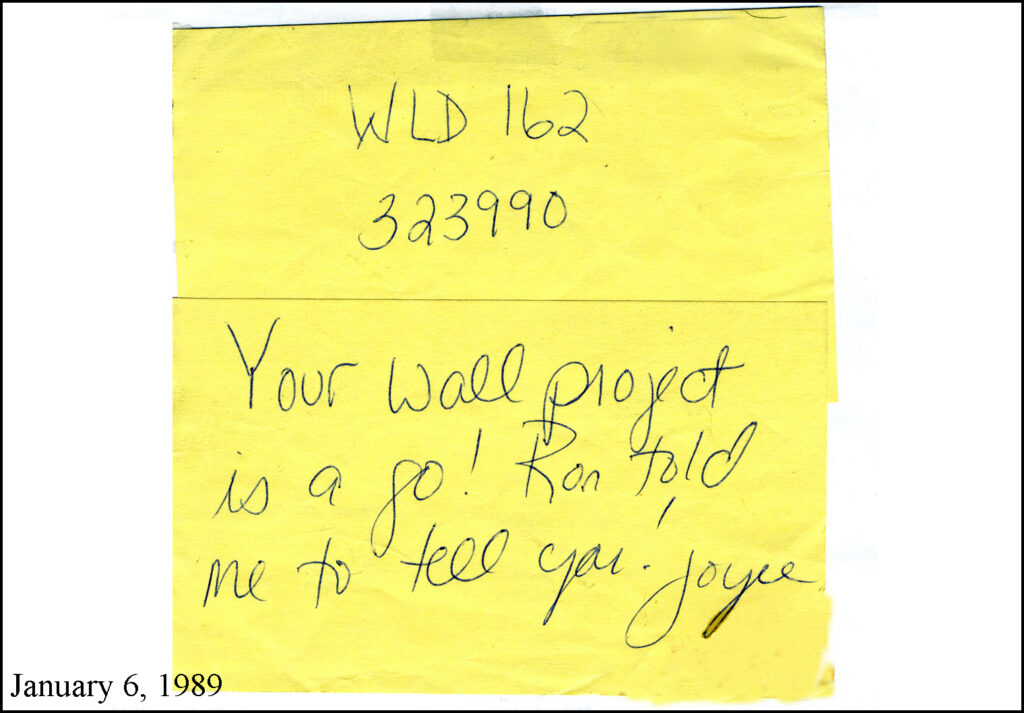 WLD 162
323990
Your wall project
is a go! Ron told
me to tell you! Joyce
January 6, 1989